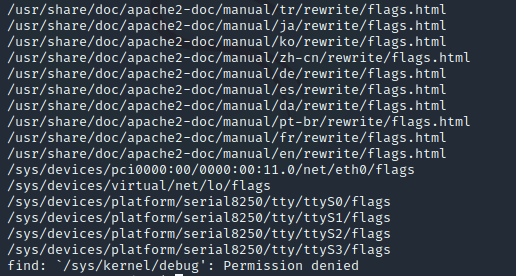 /usr/share/doc/apache2-doc/manual/tr/rewrite/flags.html
/usr/share/doc/apache2-doc/manual/ja/rewrite/flags.html
/usr/share/doc/apache2-doc/manual/ko/rewrite/flags.html
/usr/share/doc/apache2-doc/manual/zh-cn/rewrite/flags.html
/usr/share/doc/apache2-doc/manual/de/rewrite/flags.html
/usr/share/doc/apache2-doc/manual/es/rewrite/flags.html
/usr/share/doc/apache2-doc/manual/da/rewrite/flags.html
/usr/share/doc/apache2-doc/manual/pt-br/rewrite/flags.html
/usr/share/doc/apache2-doc/manual/fr/rewrite/flags.html
/usr/share/doc/apache2-doc/manual/en/rewrite/flags.html
/sys/devices/pci0000:00/0000:00:11.0/net/eth0/flags
/sys/devices/virtual/net/lo/flags
/sys/devices/platform/serial8250/tty/ttyS0/flags
/sys/devices/platform/serial8250/tty/ttyS1/flags
/sys/devices/platform/serial8250/tty/ttyS2/flags
/sys/devices/platform/serial8250/tty/ttyS3/flags
find: `/sys/kernel/debug': Permission denied